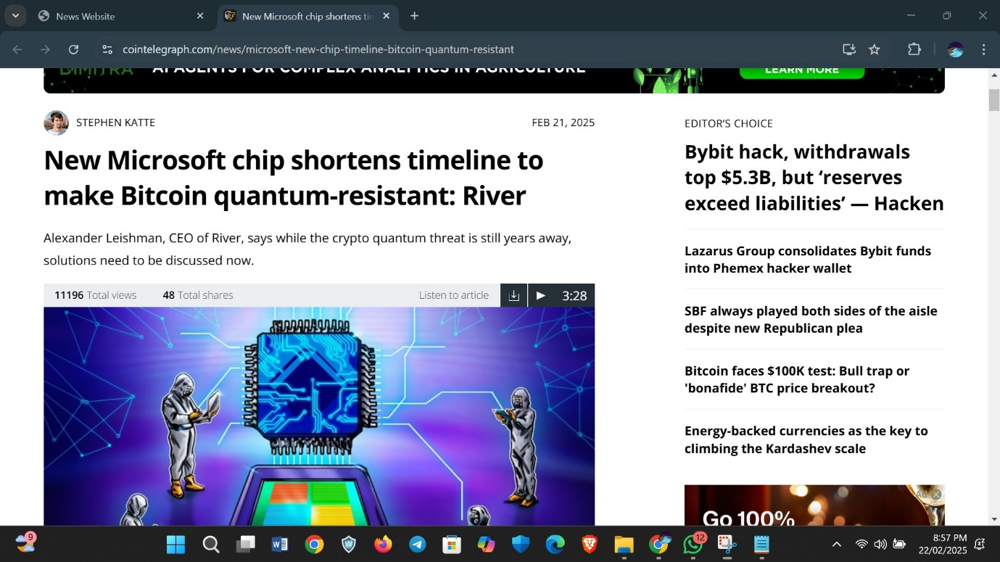 News Website
New Microsoft chip shortens tim
cointelegraph.com/news/microsoft-new-chip-timeline-bitcoin-quantum-resistant
DIMITRA
AI AGENTS FOR COMPLEX ANALYTICS IN AGRICULTURE
LEARN MORE
STEPHEN KATTE
FEB 21, 2025
New Microsoft chip shortens timeline to
make Bitcoin quantum-resistant: River
Alexander Leishman, CEO of River, says while the crypto quantum threat is still years away,
solutions need to be discussed now.
11196 Total views
48 Total shares
Listen to article
3:28
EDITOR’S CHOICE
Bybit hack, withdrawals
top $5.3B, but ‘reserves
exceed liabilities’ — Hacken
Lazarus Group consolidates Bybit funds
into Phemex hacker wallet
SBF always played both sides of the aisle
despite new Republican plea
Bitcoin faces $100K test: Bull trap or
'bonafide' BTC price breakout?
Energy-backed currencies as the key to
climbing the Kardashev scale
Ad
Go 100%
9
12
8:57 PM
22/02/2025